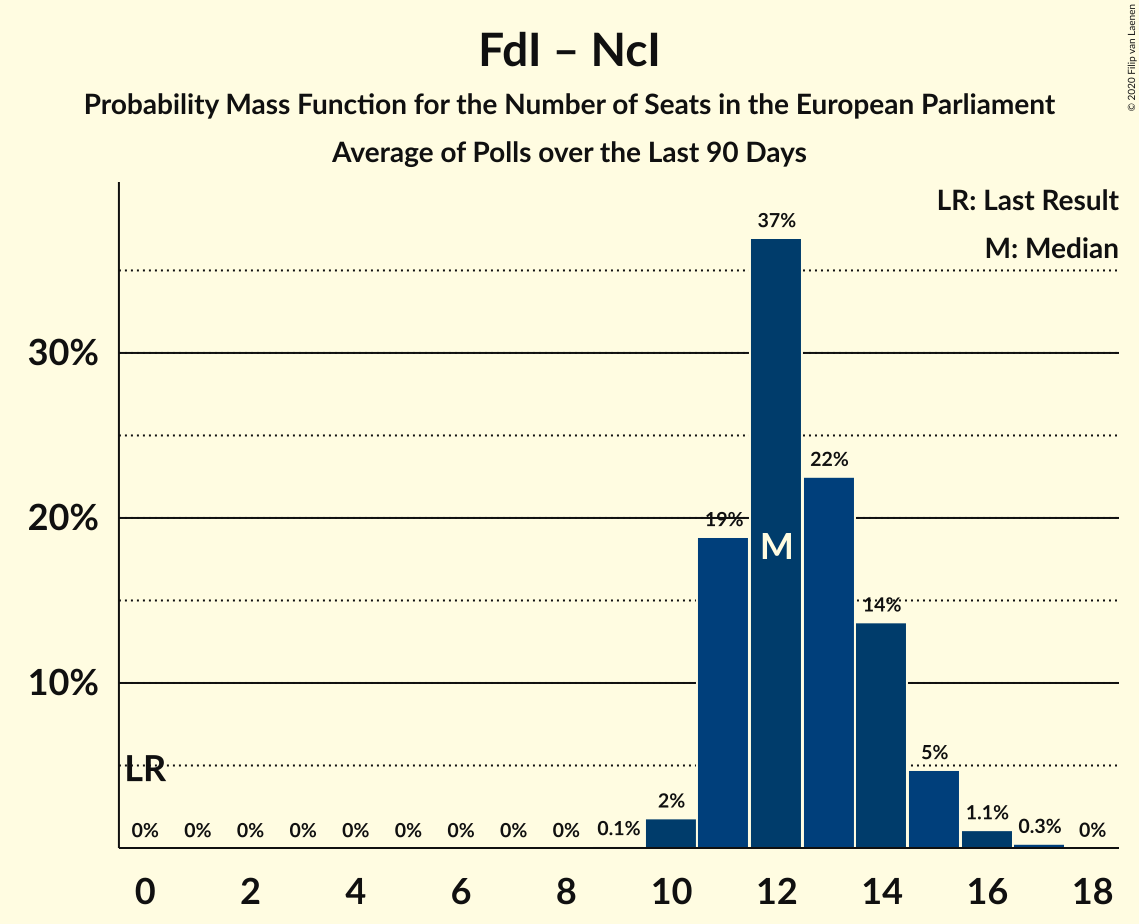 FdI – NcI
Probability Mass Function for the Number of Seats in the European Parliament
Average of Polls over the Last 90 Days
© 2020 Filip van Laenen
LR: Last Result
M: Median
37%
30%
22%
20%
19%
M
14%
10%
LR
5%
2%
1.1%
0% 0% 0% 0% 0% 0% 0% 0% 0% 0.1% 0.3% 0%
0 2 4 6 8 10 12 14 16 18